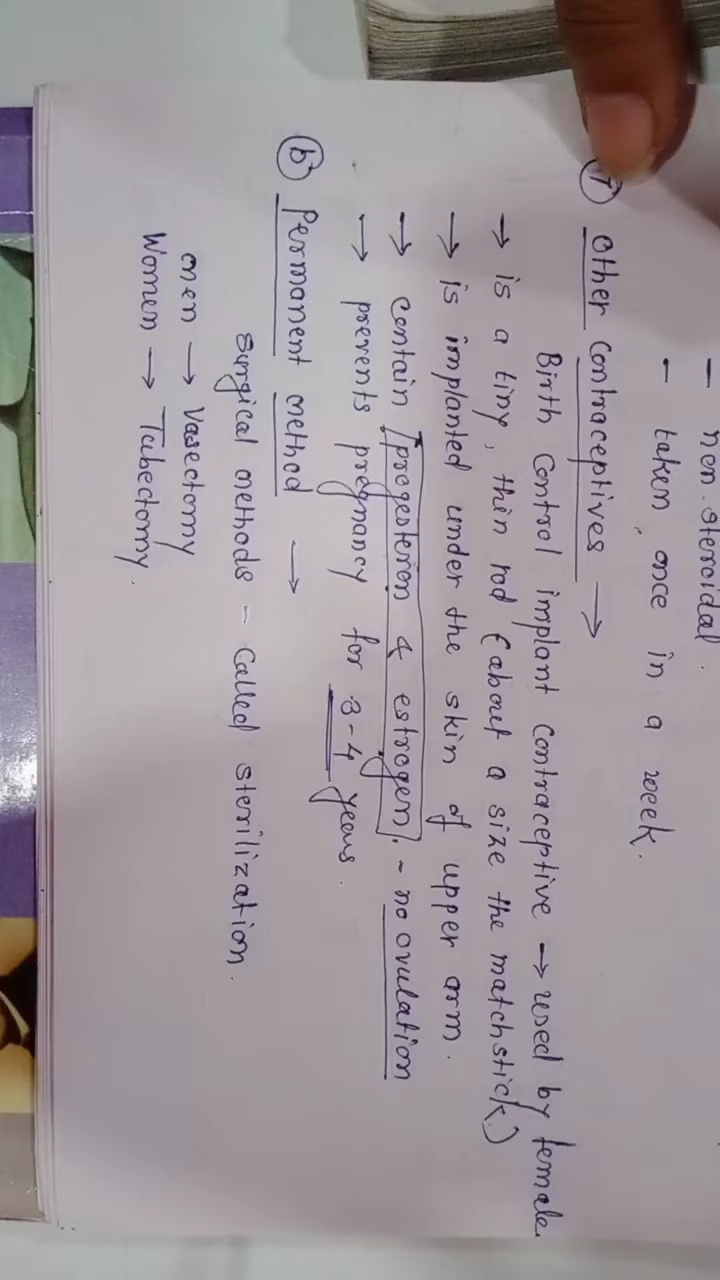 - non-steroidal.
- taken once in a week.
Other contraceptives →
Birth control implant contraceptive → used by female
→ is a tiny, thin rod (about a size the matchstick)
→ is implanted under the skin of upper arm.
→ contain progesteron & estrogen. - no ovulation
→ prevents pregnancy for 3-4 years.
(b) Permanent method →
Surgical methods - called sterilization.
men → Vasectomy
Women → Tubectomy.